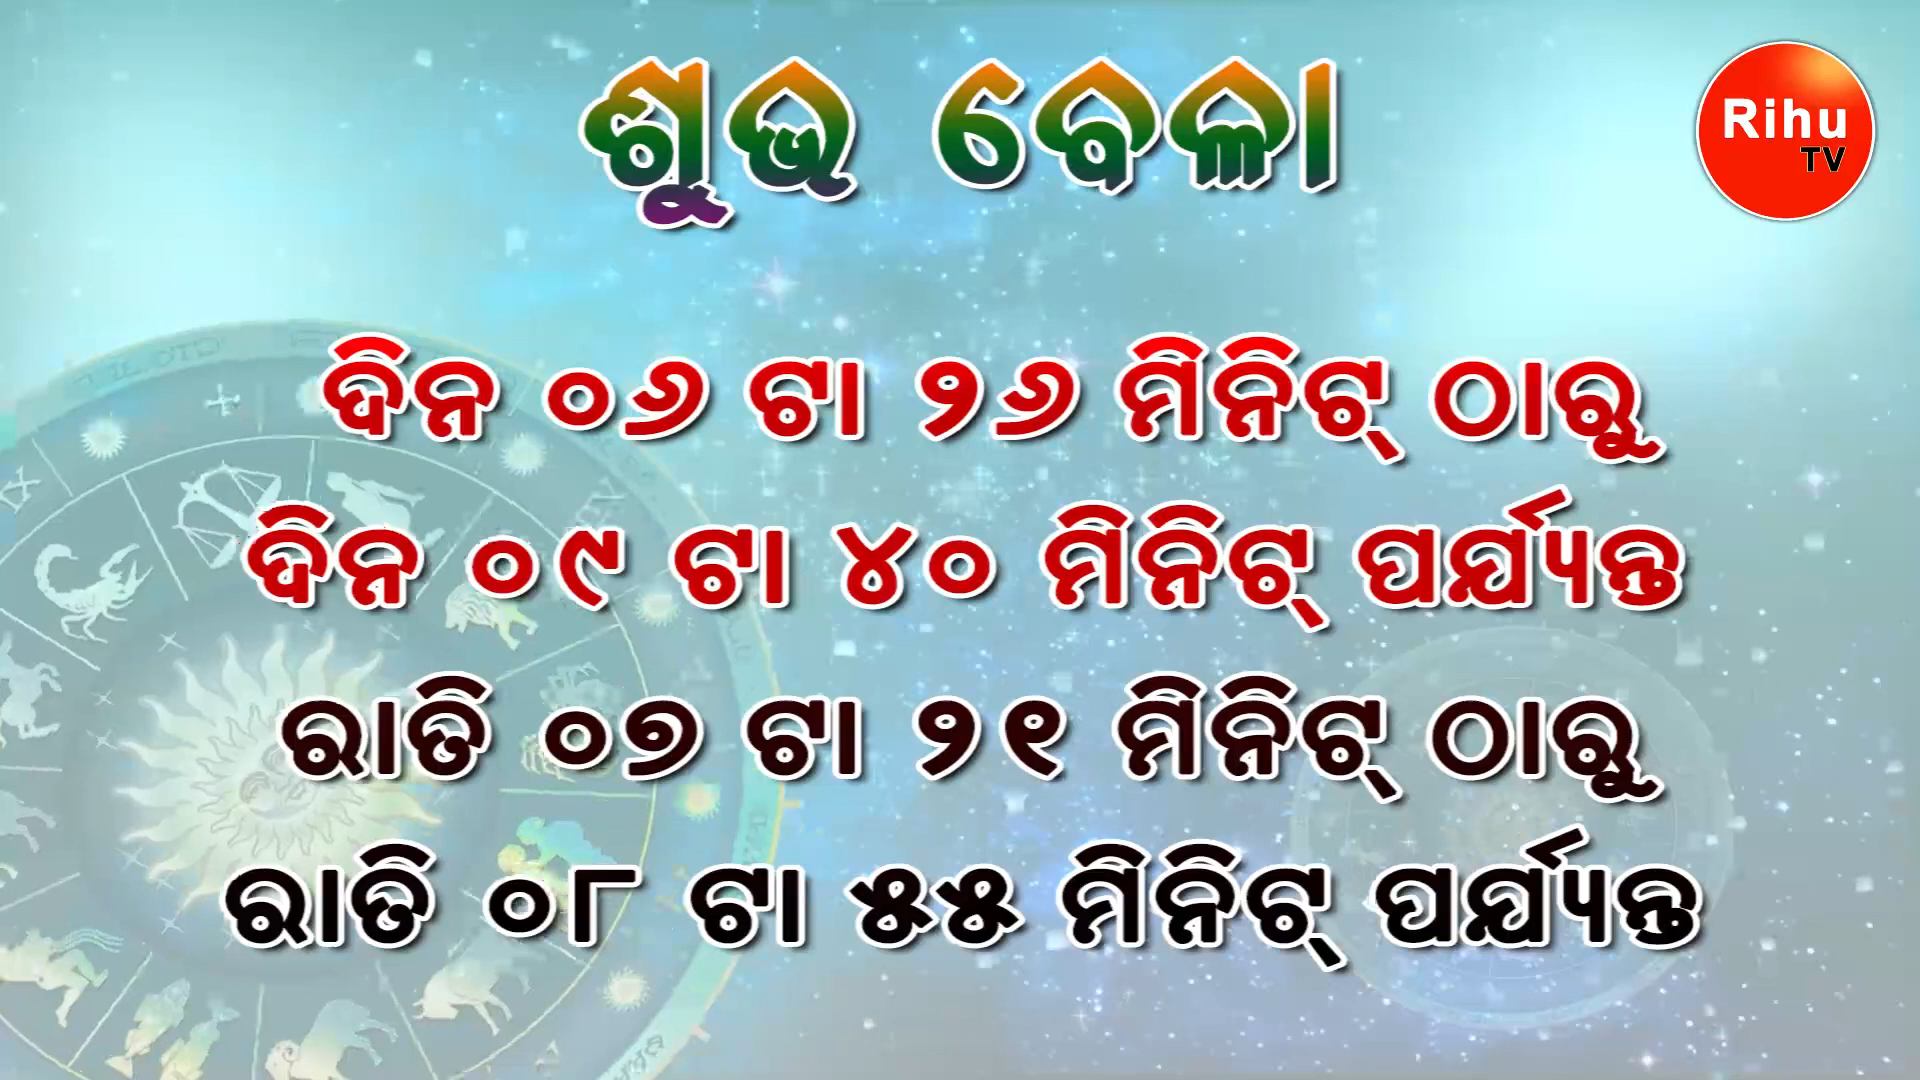 ଶୁଭ ବେଳା
Rihu
TV
ଦିନ ୦୬ ଟା ୨୬ ମିନିଟ୍ ଠାରୁ
ଦିନ ୦୯ ଟା ୪୦ ମିନିଟ୍ ପର୍ଯ୍ୟନ୍ତ
ରାତି ୦୭ ଟା ୨୧ ମିନିଟ୍ ଠାରୁ
ରାତି ୦୮ ଟା ୫୫ ମିନିଟ୍ ପର୍ଯ୍ୟନ୍ତ